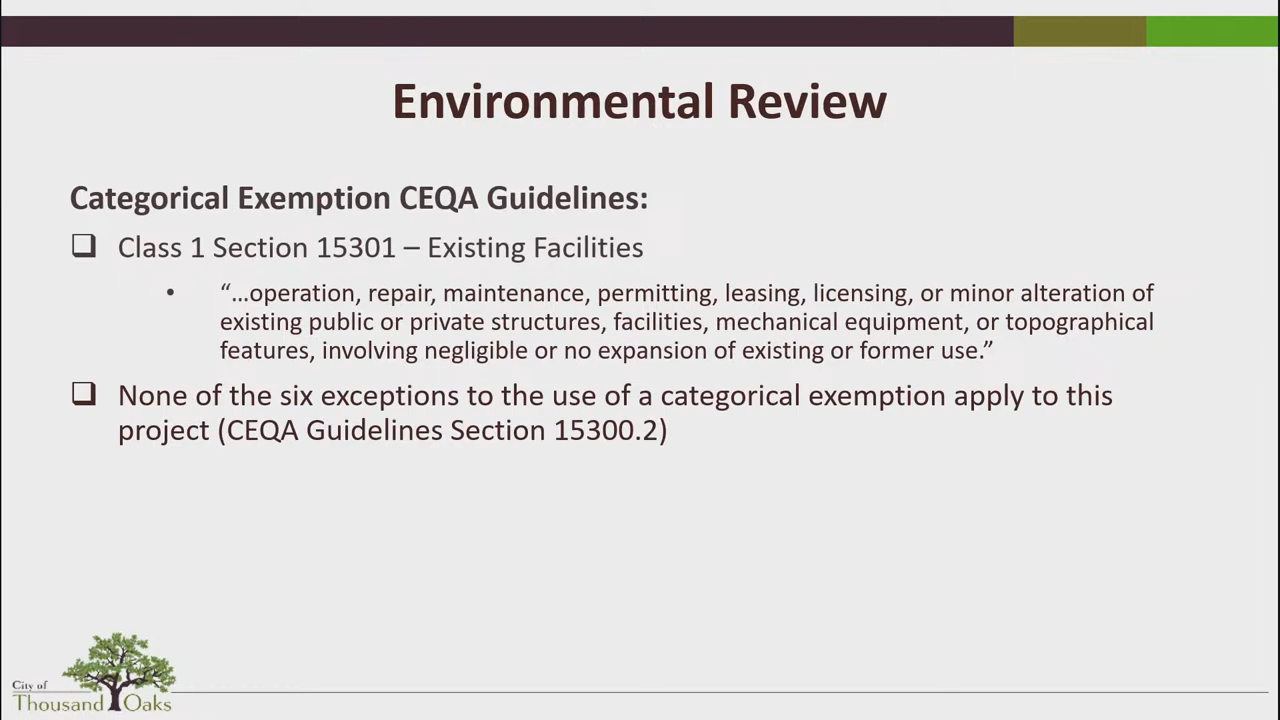 Environmental Review
Categorical Exemption CEQA Guidelines:
Class 1 Section 15301 – Existing Facilities
• “…operation, repair, maintenance, permitting, leasing, licensing, or minor alteration of
existing public or private structures, facilities, mechanical equipment, or topographical
features, involving negligible or no expansion of existing or former use.”
None of the six exceptions to the use of a categorical exemption apply to this
project (CEQA Guidelines Section 15300.2)
City of
Thousand Oaks